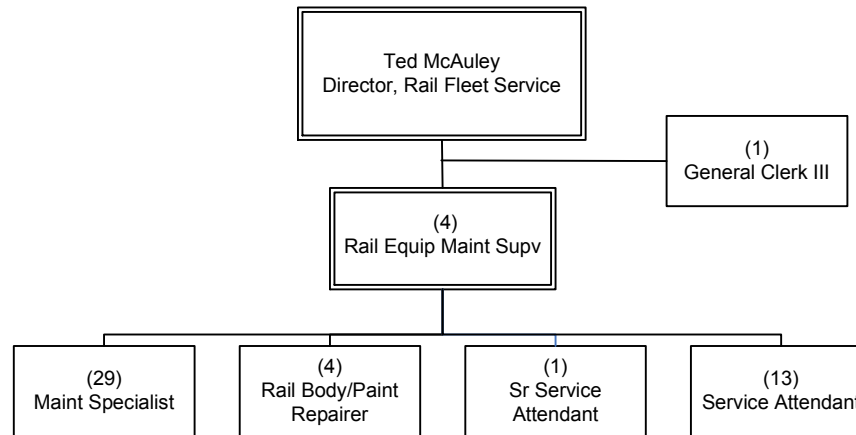 Ted McAuley
Director, Rail Fleet Service
(1)
General Clerk III
(4)
Rail Equip Maint Supv
(29)
Maint Specialist
(4)
Rail Body/Paint
Repairer
(1)
Sr Service
Attendant
(13)
Service Attendant